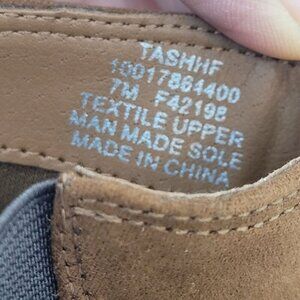 TASHHF
10017864400
7M F42198
TEXTILE UPPER
MAN MADE SOLE
MADE IN CHINA